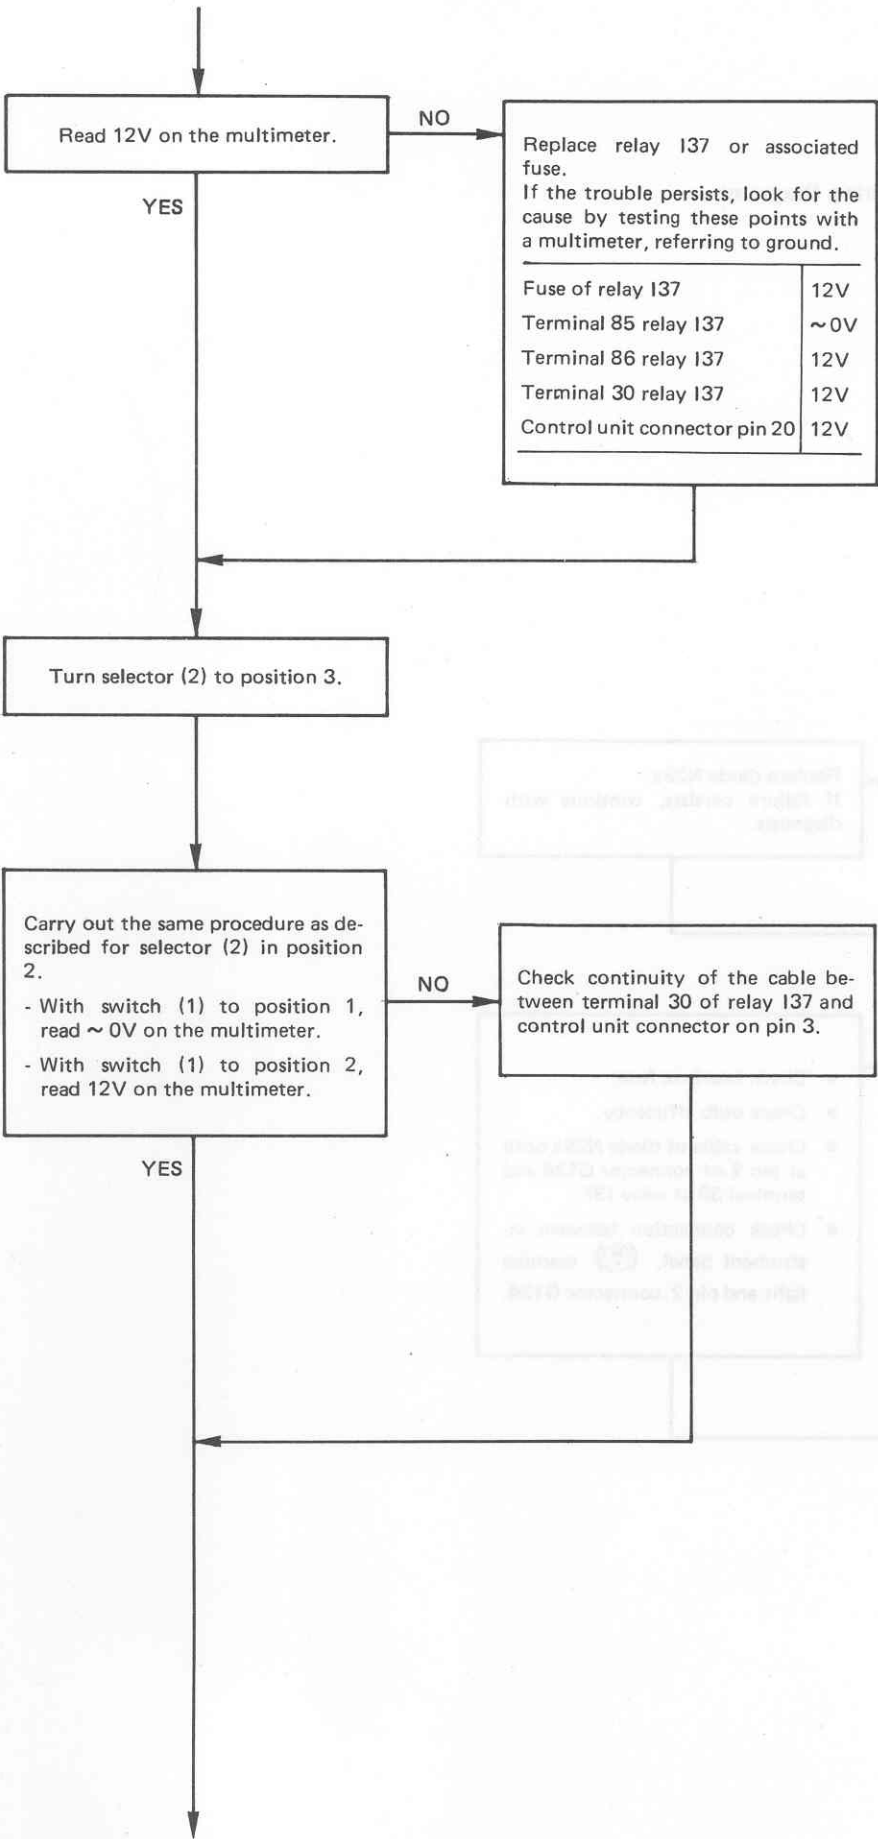 Read 12V on the multimeter.
NO
Replace relay I37 or associated
fuse.
If the trouble persists, look for the
cause by testing these points with
a multimeter, referring to ground.
Fuse of relay I37 12V
Terminal 85 relay I37 ~0V
Terminal 86 relay I37 12V
Terminal 30 relay I37 12V
Control unit connector pin 20 12V
YES
Turn selector (2) to position 3.
Carry out the same procedure as de-
scribed for selector (2) in position
2.
- With switch (1) to position 1,
read ~ 0V on the multimeter.
- With switch (1) to position 2,
read 12V on the multimeter.
NO
Check continuity of the cable be-
tween terminal 30 of relay I37 and
control unit connector on pin 3.
YES